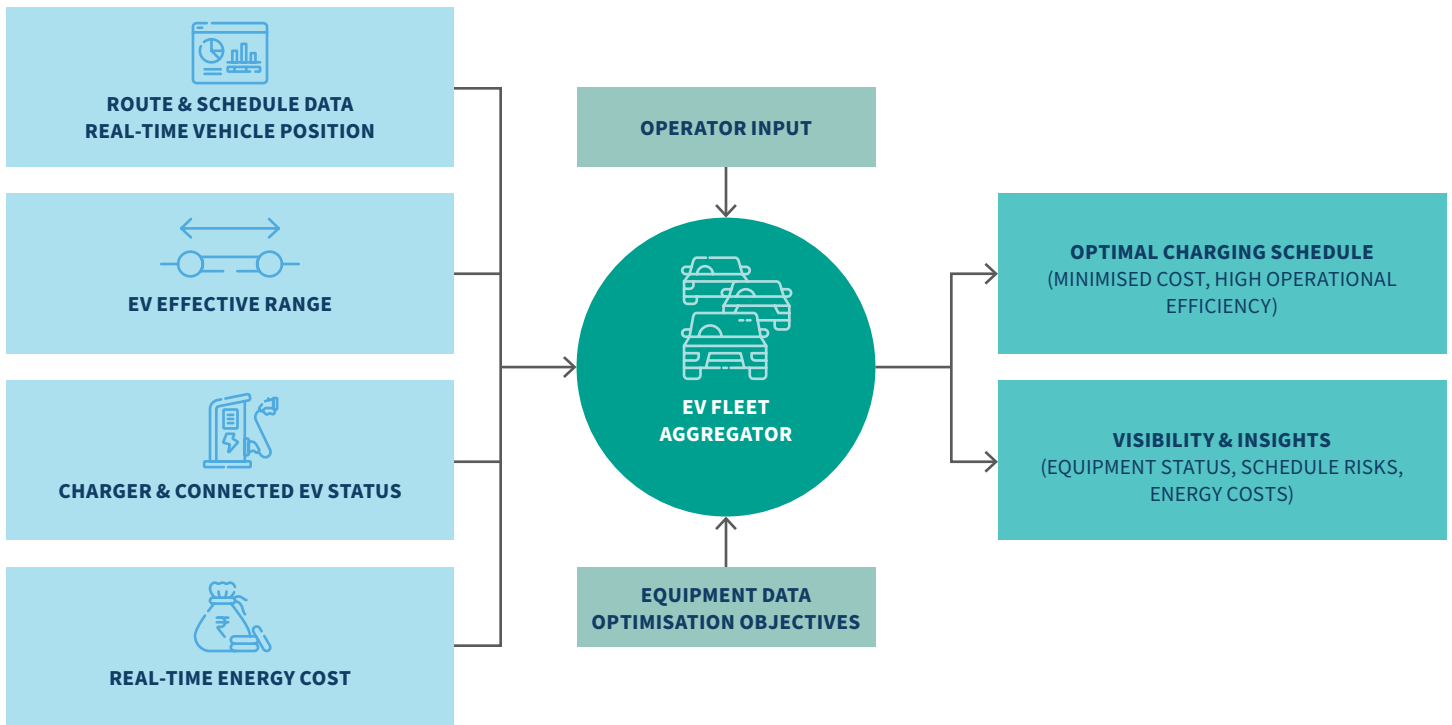 ROUTE & SCHEDULE DATA
REAL-TIME VEHICLE POSITION
EV EFFECTIVE RANGE
CHARGER & CONNECTED EV STATUS
₹
REAL-TIME ENERGY COST
OPERATOR INPUT
EV FLEET
AGGREGATOR
EQUIPMENT DATA
OPTIMISATION OBJECTIVES
OPTIMAL CHARGING SCHEDULE
(MINIMISED COST, HIGH OPERATIONAL
EFFICIENCY)
VISIBILITY & INSIGHTS
(EQUIPMENT STATUS, SCHEDULE RISKS,
ENERGY COSTS)